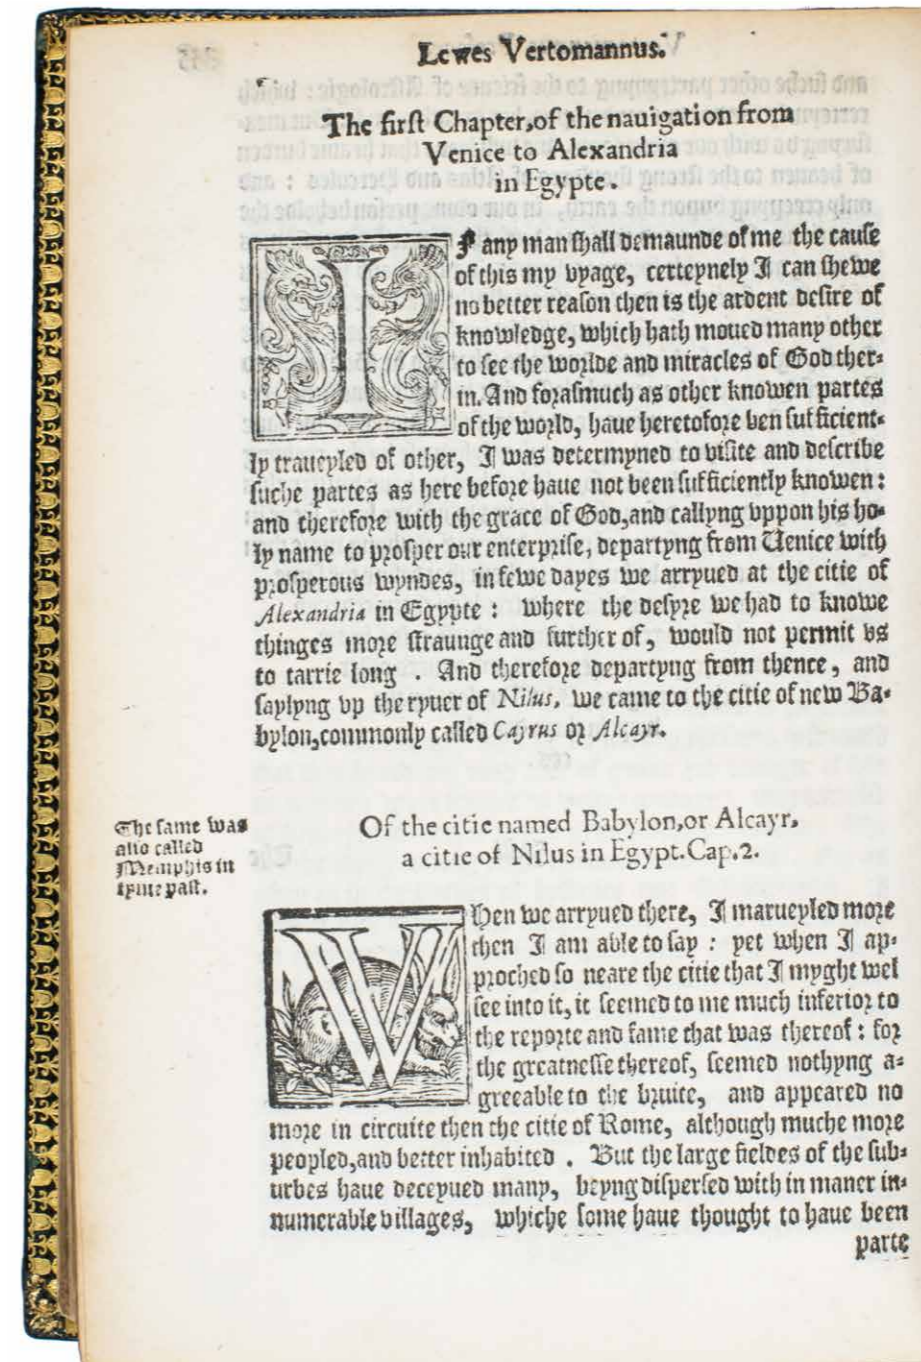 Lewes Vertomannus.
The first Chapter, of the nauigation from
Venice to Alexandria
in Egypte.
IF any man shall demaunde of me the cause
of this my vyage, certeynely I can shewe
no better reason then is the ardent desire of
knowledge, which hath moued many other
to see the worlde and miracles of God ther-
in. And forasmuch as other knowen partes
of the world, haue heretofore ben sufficient-
ly traueyled of other, I was determyned to visite and describe
suche partes as here before haue not been sufficiently knowen:
and therefore with the grace of God, and callyng vppon his ho-
ly name to prosper our enterprise, departyng from Venice with
prosperous wyndes, in fewe dayes we arryued at the citie of
Alexandria in Egypte: where the desyre we had to knowe
thinges more straunge and further of, would not permit vs
to tarrie long. And therefore departyng from thence, and
saylyng vp the ryuer of Nilus, we came to the citie of new Ba-
bylon, commonly called Cayrus or Alcayr.
The same was
also called
Memphis in
tyme past.
Of the citie named Babylon, or Alcayr,
a citie of Nilus in Egypt. Cap. 2.
When we arryued there, I marueyled more
then I am able to say: yet when I ap-
proched so neare the citie that I myght wel
see into it, it seemed to me much inferior to
the reporte and fame that was thereof: for
the greatnesse thereof, seemed nothyng a-
greeable to the bruite, and appeared no
more in circuite then the citie of Rome, although muche more
peopled, and better inhabited. But the large fieldes of the sub-
urbes haue deceyued many, beyng dispersed with in maner in-
numerable villages, whiche some haue thought to haue been
parte